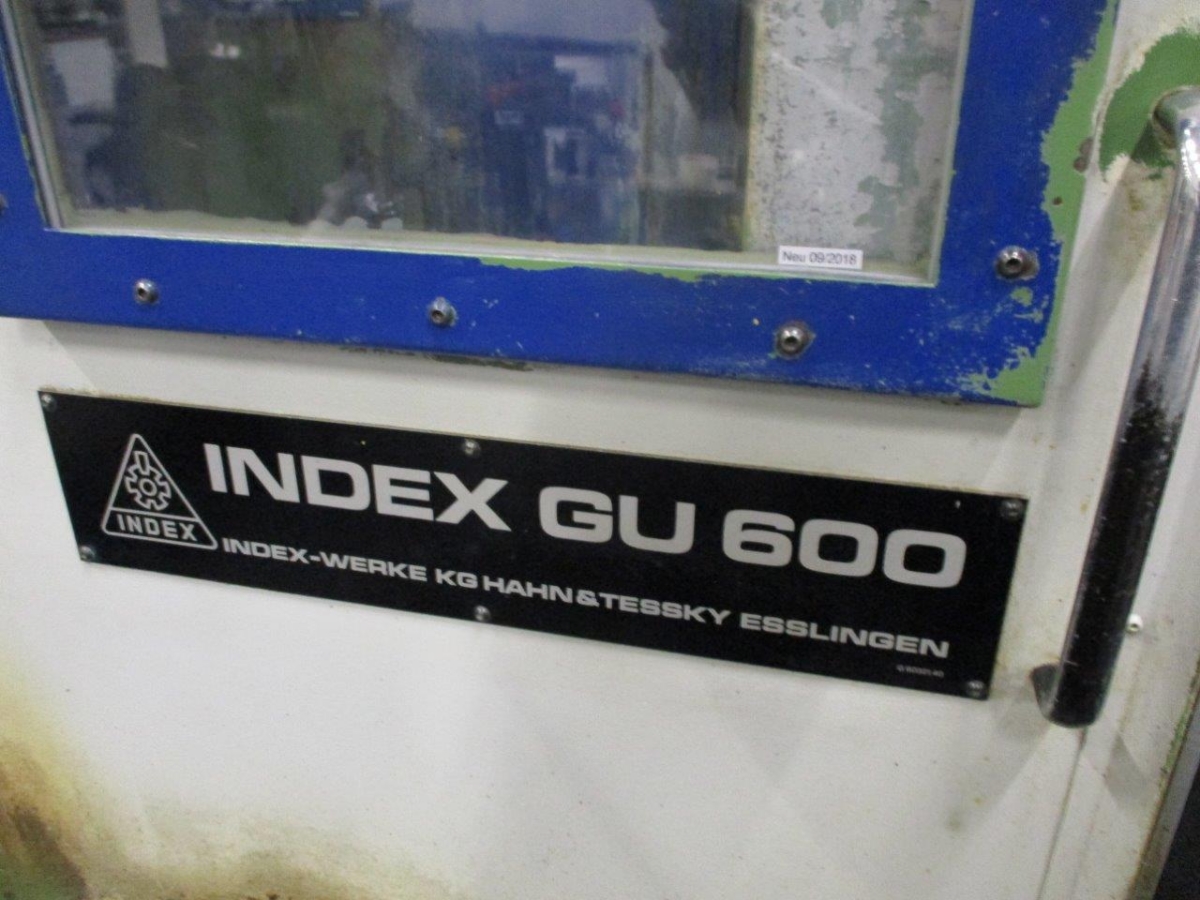 Neu 09/2018
INDEX GU 600
INDEX
INDEX-WERKE KG HAHN & TESSKY ESSLINGEN